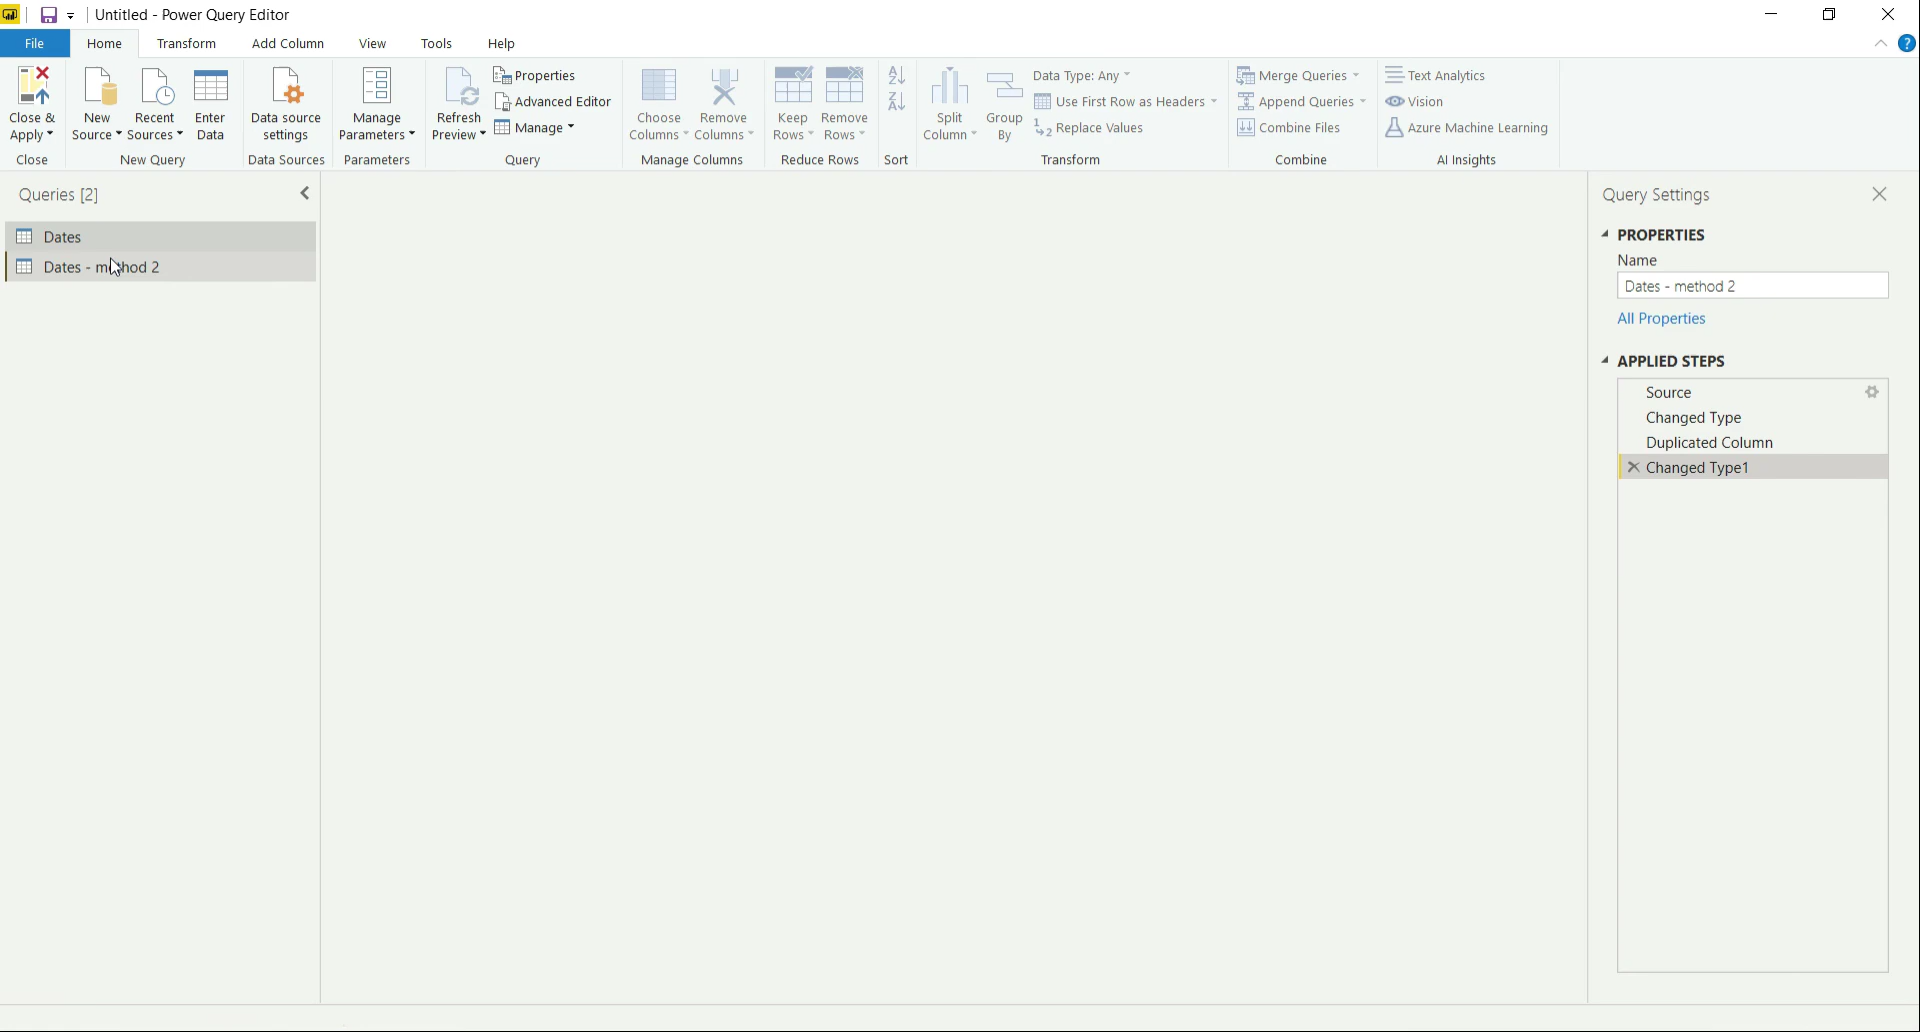 Untitled - Power Query Editor
File Home Transform Add Column View Tools Help
Close & Apply
New Source
Recent Sources
Enter Data
Data source settings
Manage Parameters
Refresh Preview
Properties
Advanced Editor
Manage
Choose Columns
Remove Columns
Keep Rows
Remove Rows
Split Column
Group By
Data Type: Any
Use First Row as Headers
Replace Values
Merge Queries
Append Queries
Combine Files
Text Analytics
Vision
Azure Machine Learning
Close New Query Data Sources Parameters Query Manage Columns Reduce Rows Sort Transform Combine AI Insights
Queries [2]
Dates
Dates - method 2
Query Settings
PROPERTIES
Name
Dates - method 2
All Properties
APPLIED STEPS
Source
Changed Type
Duplicated Column
Changed Type1